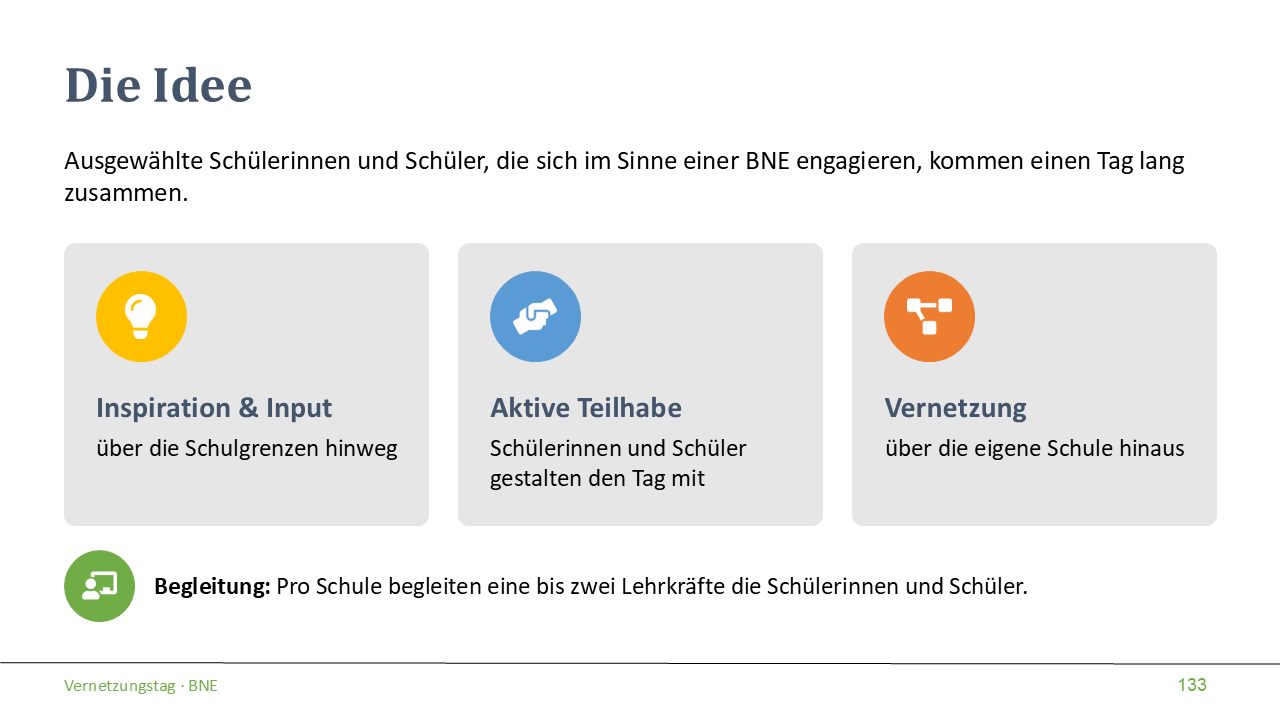 Die Idee
Ausgewählte Schülerinnen und Schüler, die sich im Sinne einer BNE engagieren, kommen einen Tag lang
zusammen.
Inspiration & Input
über die Schulgrenzen hinweg
Aktive Teilhabe
Schülerinnen und Schüler
gestalten den Tag mit
Vernetzung
über die eigene Schule hinaus
Begleitung: Pro Schule begleiten eine bis zwei Lehrkräfte die Schülerinnen und Schüler.
Vernetzungstag · BNE
133